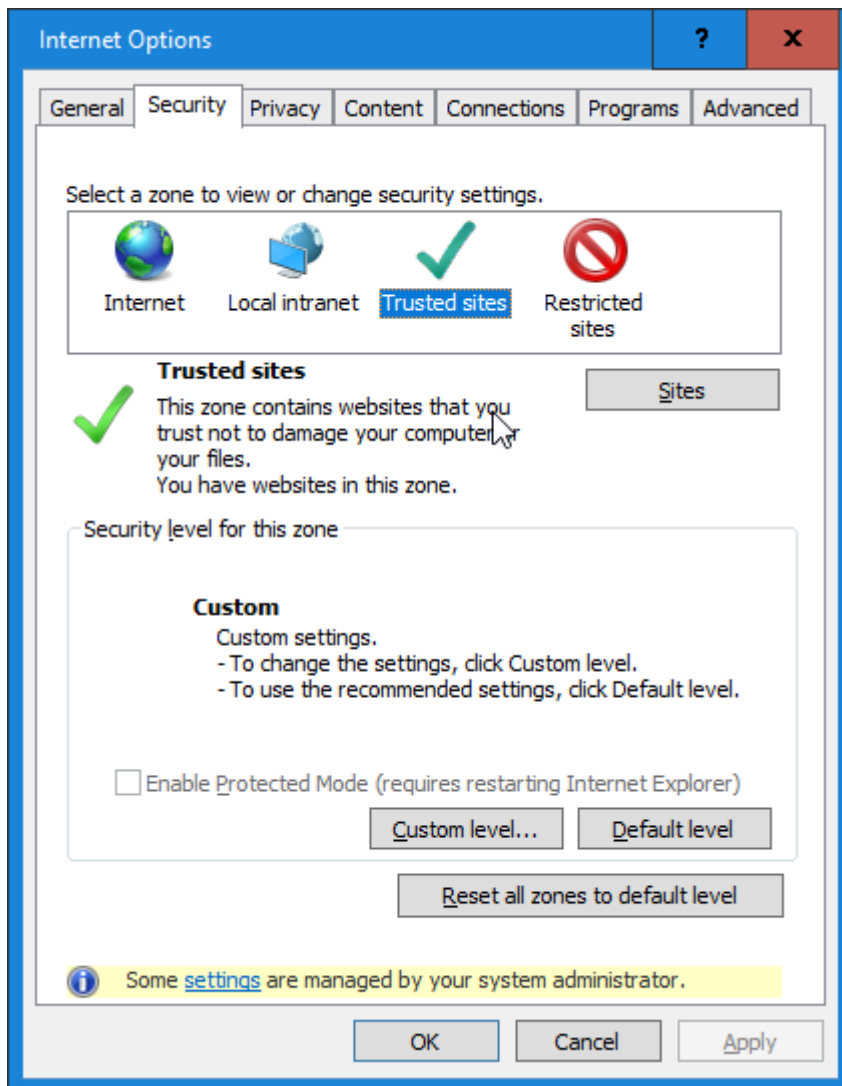 Internet Options
? x
General Security Privacy Content Connections Programs Advanced
Select a zone to view or change security settings.
Internet Local intranet Trusted sites Restricted
sites
Trusted sites
Sites
This zone contains websites that you
trust not to damage your computer or
your files.
You have websites in this zone.
Security level for this zone
Custom
Custom settings.
- To change the settings, click Custom level.
- To use the recommended settings, click Default level.
Enable Protected Mode (requires restarting Internet Explorer)
Custom level... Default level
Reset all zones to default level
Some settings are managed by your system administrator.
OK Cancel Apply